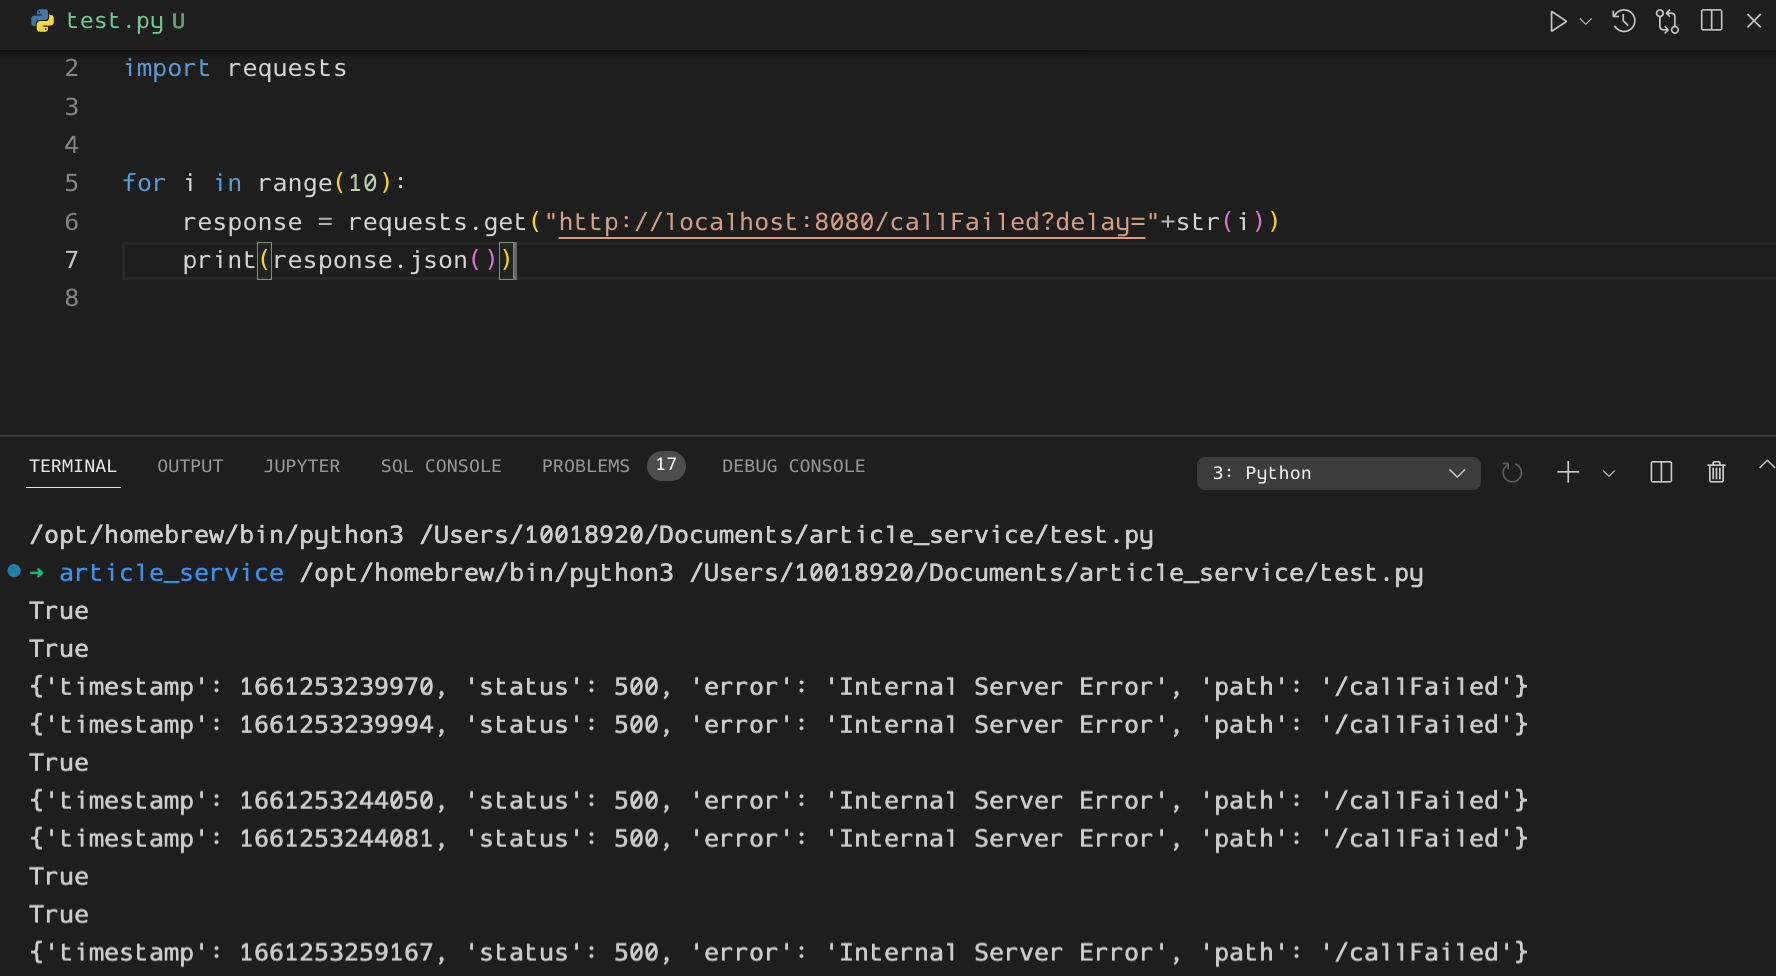 test.py U
2 import requests
3
4
5 for i in range(10):
6 response = requests.get("http://localhost:8080/callFailed?delay="+str(i))
7 print(response.json())
8
TERMINAL OUTPUT JUPYTER SQL CONSOLE PROBLEMS 17 DEBUG CONSOLE 3: Python
/opt/homebrew/bin/python3 /Users/10018920/Documents/article_service/test.py
➜ article_service /opt/homebrew/bin/python3 /Users/10018920/Documents/article_service/test.py
True
True
{'timestamp': 1661253239970, 'status': 500, 'error': 'Internal Server Error', 'path': '/callFailed'}
{'timestamp': 1661253239994, 'status': 500, 'error': 'Internal Server Error', 'path': '/callFailed'}
True
{'timestamp': 1661253244050, 'status': 500, 'error': 'Internal Server Error', 'path': '/callFailed'}
{'timestamp': 1661253244081, 'status': 500, 'error': 'Internal Server Error', 'path': '/callFailed'}
True
True
{'timestamp': 1661253259167, 'status': 500, 'error': 'Internal Server Error', 'path': '/callFailed'}